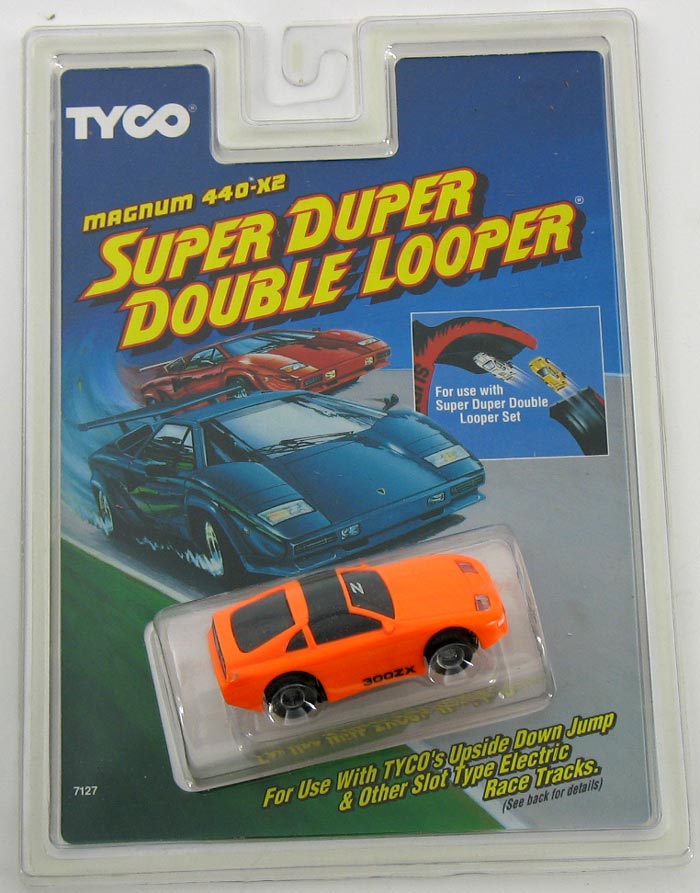 TYCO®
MAGNUM 440-X2
SUPER DUPER
DOUBLE LOOPER®
For use with
Super Duper Double
Looper Set
Z
300ZX
For Use With TYCO's Upside Down Jump
& Other Slot Type Electric
Race Tracks.
(See back for details)
7127